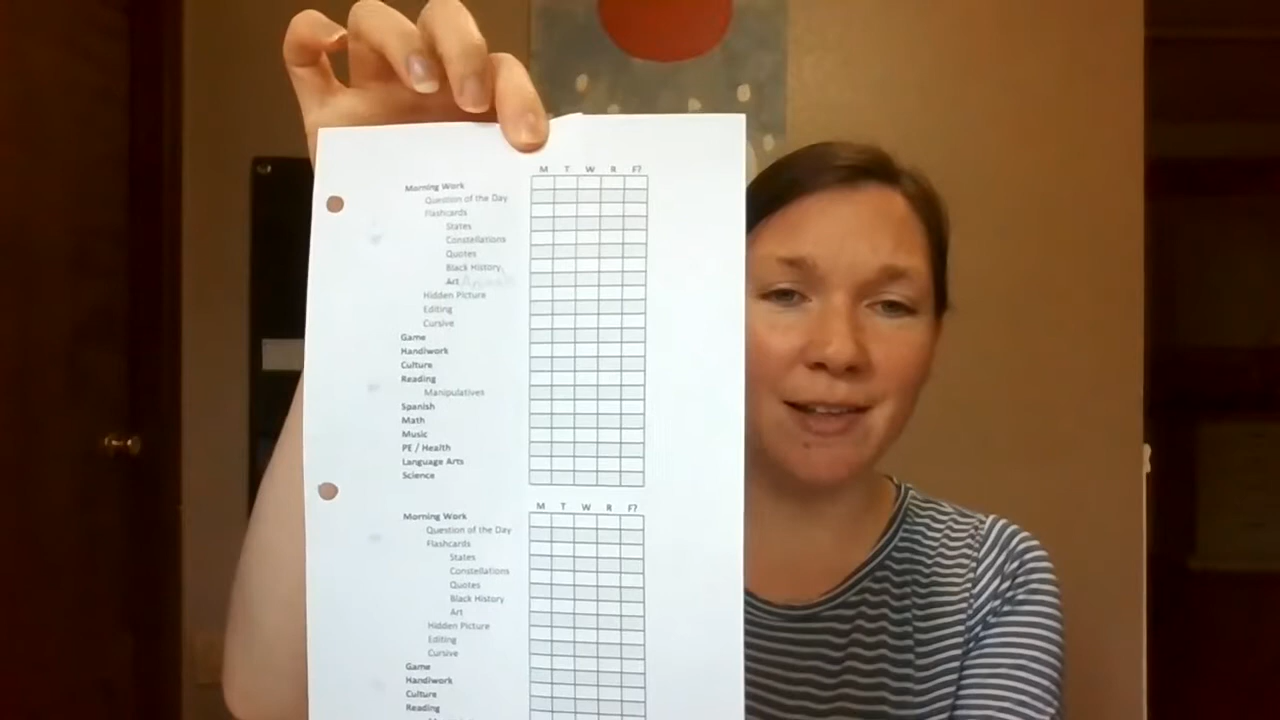 M T W R F?
Morning Work
Question of the Day
Flashcards
States
Constellations
Quotes
Black History
Art
Hidden Picture
Editing
Cursive
Game
Handiwork
Culture
Reading
Manipulatives
Spanish
Math
Music
PE / Health
Language Arts
Science
M T W R F?
Morning Work
Question of the Day
Flashcards
States
Constellations
Quotes
Black History
Art
Hidden Picture
Editing
Cursive
Game
Handiwork
Culture
Reading